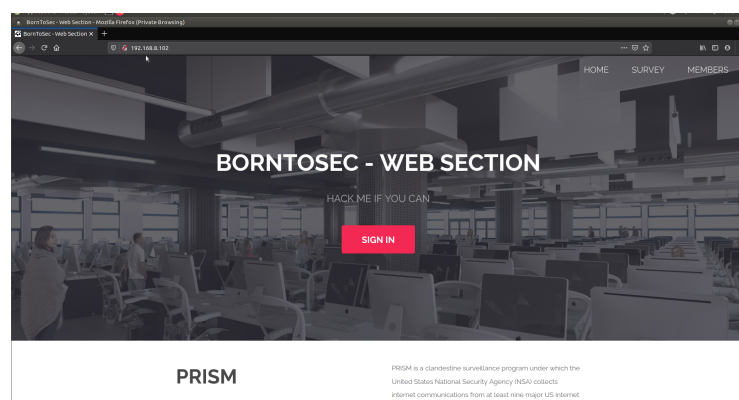 BornToSec - Web Section - Mozilla Firefox (Private Browsing)
BornToSec - Web Section
192.168.8.102
HOME SURVEY MEMBERS
BORNTOSEC - WEB SECTION
HACK ME IF YOU CAN
SIGN IN
PRISM
PRISM is a clandestine surveillance program under which the
United States National Security Agency (NSA) collects
internet communications from at least nine major US internet